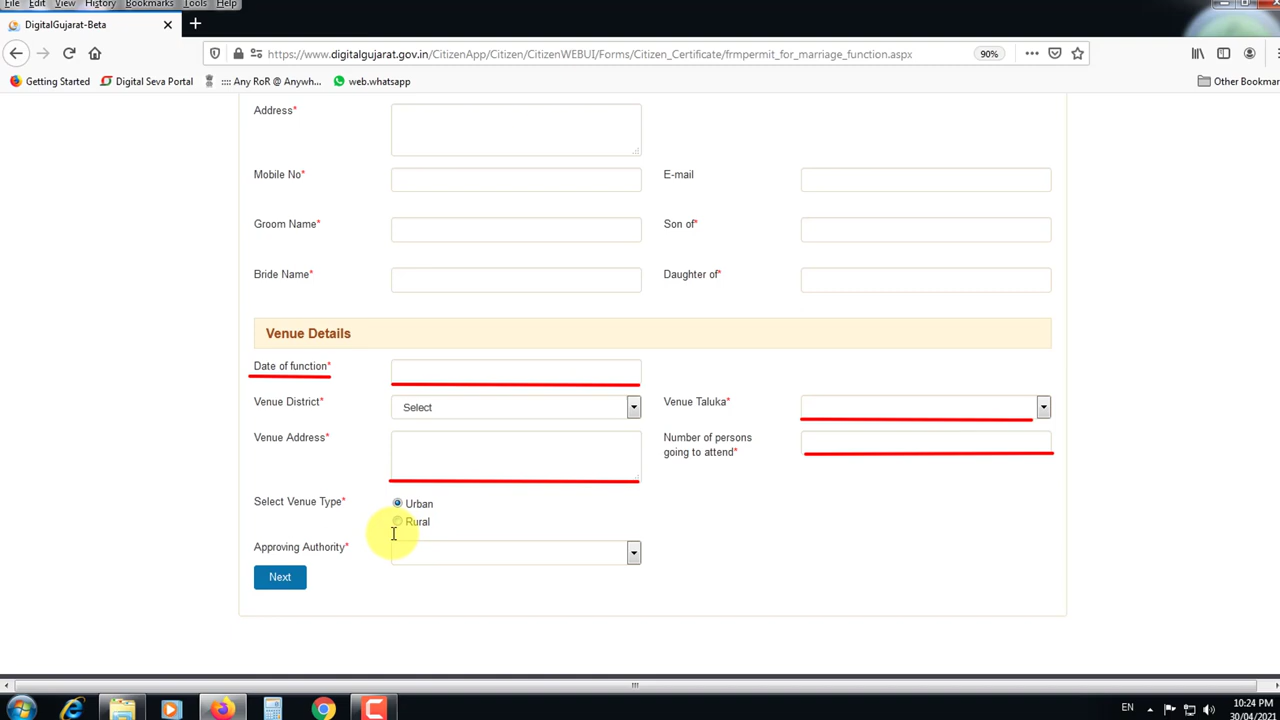 File Edit View History Bookmarks Tools Help
DigitalGujarat-Beta
https://www.digitalgujarat.gov.in/CitizenApp/Citizen/CitizenWEBUI/Forms/Citizen_Certificate/frmpermit_for_marriage_function.aspx 90%
Getting Started Digital Seva Portal :::: Any RoR @ Anywh... web.whatsapp Other Bookmar
Address*
Mobile No* E-mail
Groom Name* Son of*
Bride Name* Daughter of*
Venue Details
Date of function*
Venue District* Select Venue Taluka*
Venue Address* Number of persons
going to attend*
Select Venue Type* Urban
Rural
Approving Authority*
Next
EN 10:24 PM
30/04/2021